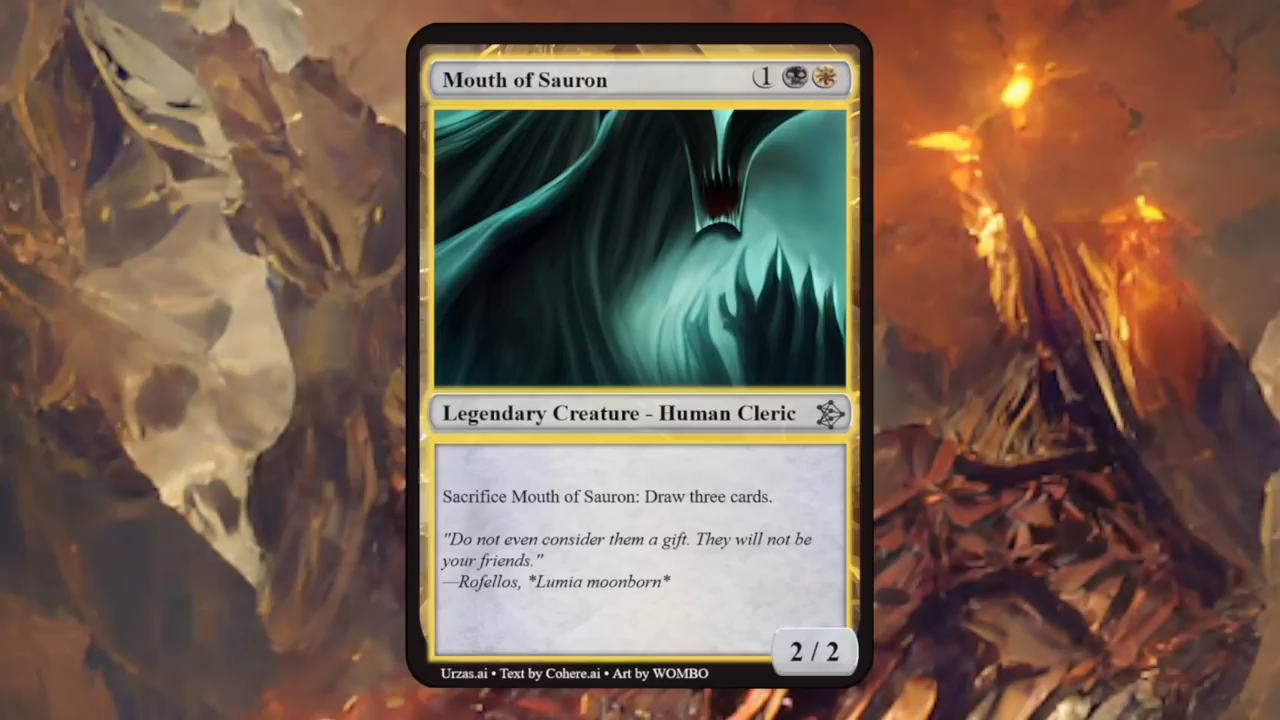 Mouth of Sauron 1
Legendary Creature - Human Cleric
Sacrifice Mouth of Sauron: Draw three cards.
"Do not even consider them a gift. They will not be
your friends."
—Rofellos, *Lumia moonborn*
2 / 2
Urzas.ai • Text by Cohere.ai • Art by WOMBO